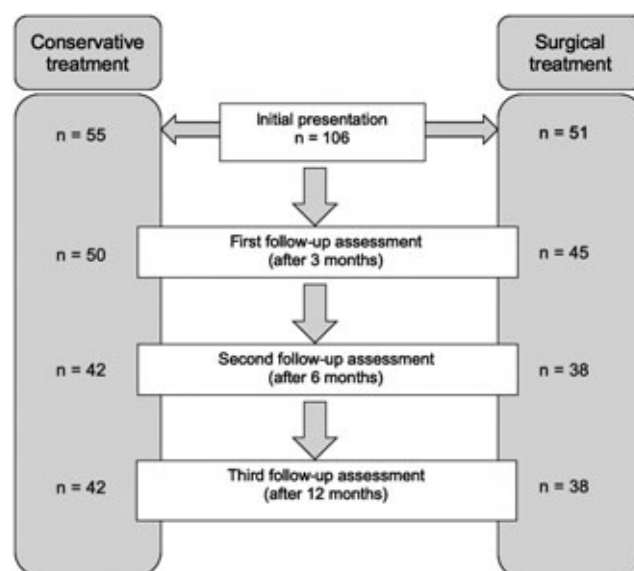 Conservative
treatment
Surgical
treatment
Initial presentation
n = 106
n = 55
n = 51
First follow-up assessment
(after 3 months)
n = 50
n = 45
Second follow-up assessment
(after 6 months)
n = 42
n = 38
Third follow-up assessment
(after 12 months)
n = 42
n = 38